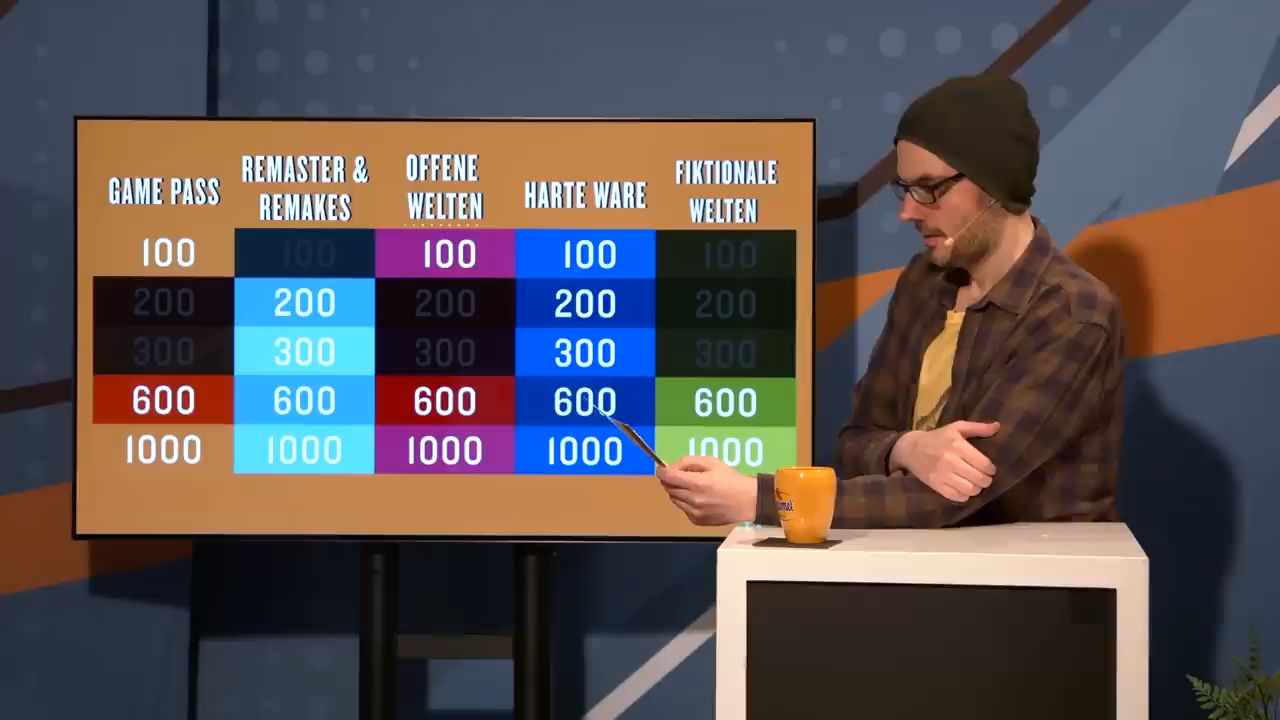 GAME PASS
REMASTER &
REMAKES
OFFENE
WELTEN
HARTE WARE
FIKTIONALE
WELTEN
100 100 100 100 100
200 200 200 200 200
300 300 300 300 300
600 600 600 600 600
1000 1000 1000 1000 1000